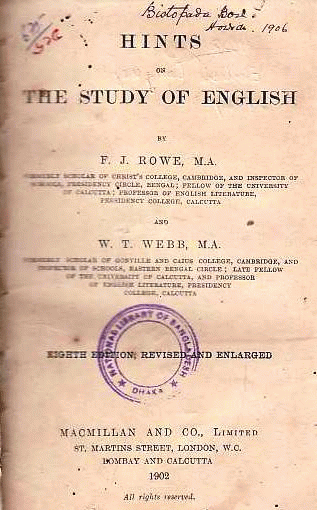 Bistopada Bose
1906
HINTS
ON
THE STUDY OF ENGLISH
BY
F. J. ROWE, M.A.
FORMERLY SCHOLAR OF CHRIST'S COLLEGE, CAMBRIDGE, AND INSPECTOR OF
SCHOOLS, PRESIDENCY CIRCLE, BENGAL; FELLOW OF THE UNIVERSITY
OF CALCUTTA; PROFESSOR OF ENGLISH LITERATURE,
PRESIDENCY COLLEGE, CALCUTTA
AND
W. T. WEBB, M.A.
FORMERLY SCHOLAR OF GONVILLE AND CAIUS COLLEGE, CAMBRIDGE, AND
INSPECTOR OF SCHOOLS, EASTERN BENGAL CIRCLE; LATE FELLOW
OF THE UNIVERSITY OF CALCUTTA, AND PROFESSOR
OF ENGLISH LITERATURE, PRESIDENCY
COLLEGE, CALCUTTA
NATIONAL LIBRARY OF BANGLADESH
DHAKA
EIGHTH EDITION, REVISED AND ENLARGED
MACMILLAN AND CO., LIMITED
ST. MARTINS STREET, LONDON, W.C.
BOMBAY AND CALCUTTA
1902
All rights reserved.